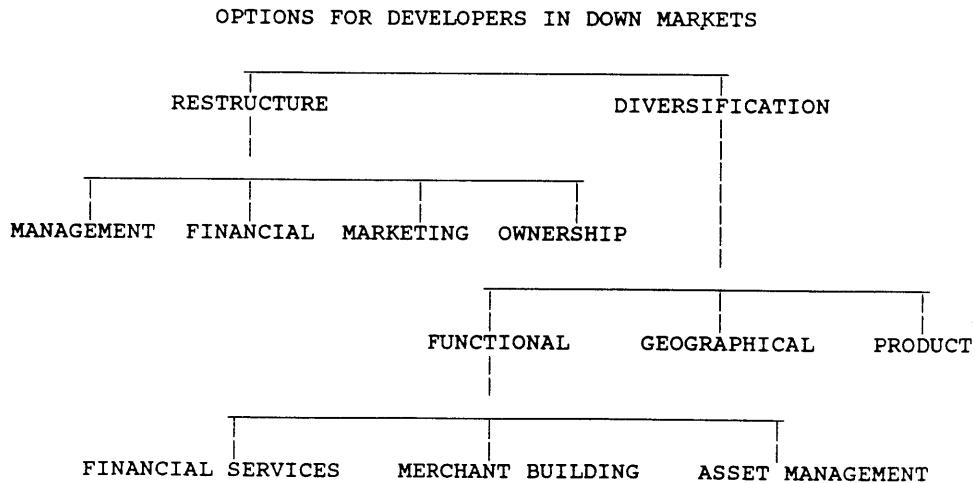 OPTIONS FOR DEVELOPERS IN DOWN MARKETS
RESTRUCTURE DIVERSIFICATION
MANAGEMENT FINANCIAL MARKETING OWNERSHIP
FUNCTIONAL GEOGRAPHICAL PRODUCT
FINANCIAL SERVICES MERCHANT BUILDING ASSET MANAGEMENT